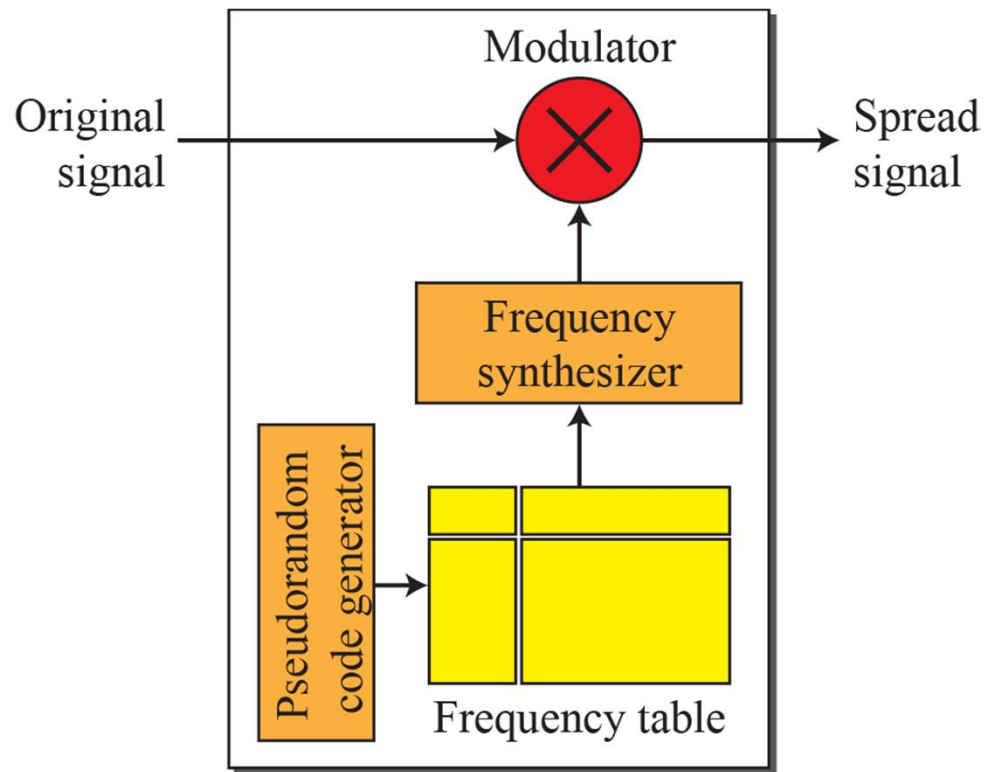 Modulator
Original
signal
Spread
signal
Frequency
synthesizer
Pseudorandom
code generator
Frequency table